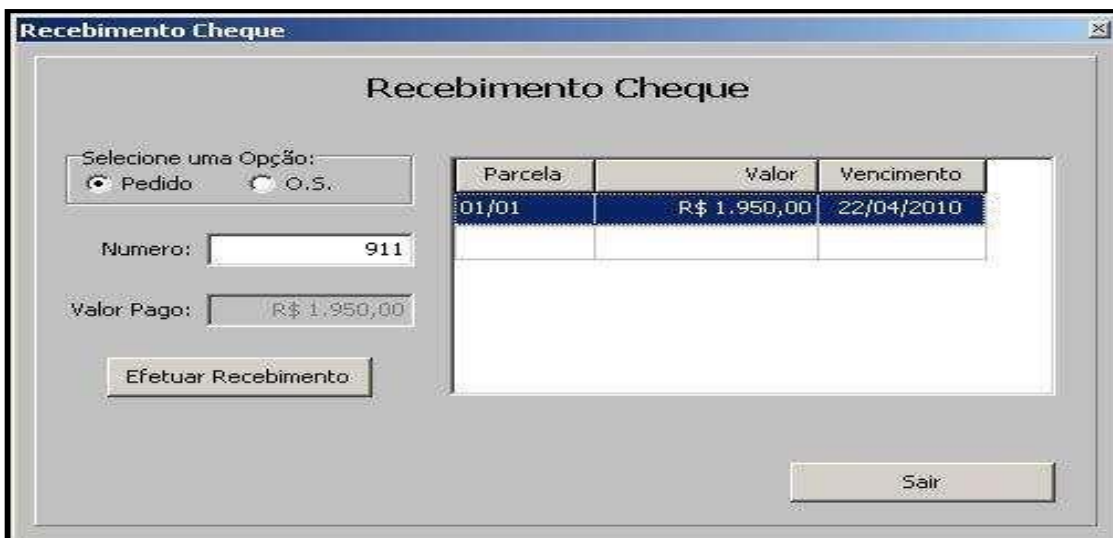 Recebimento Cheque
Recebimento Cheque
Selecione uma Opção:
Pedido O.S.
Numero: 911
Valor Pago: R$ 1.950,00
Efetuar Recebimento
Parcela Valor Vencimento
01/01 R$ 1.950,00 22/04/2010
Sair